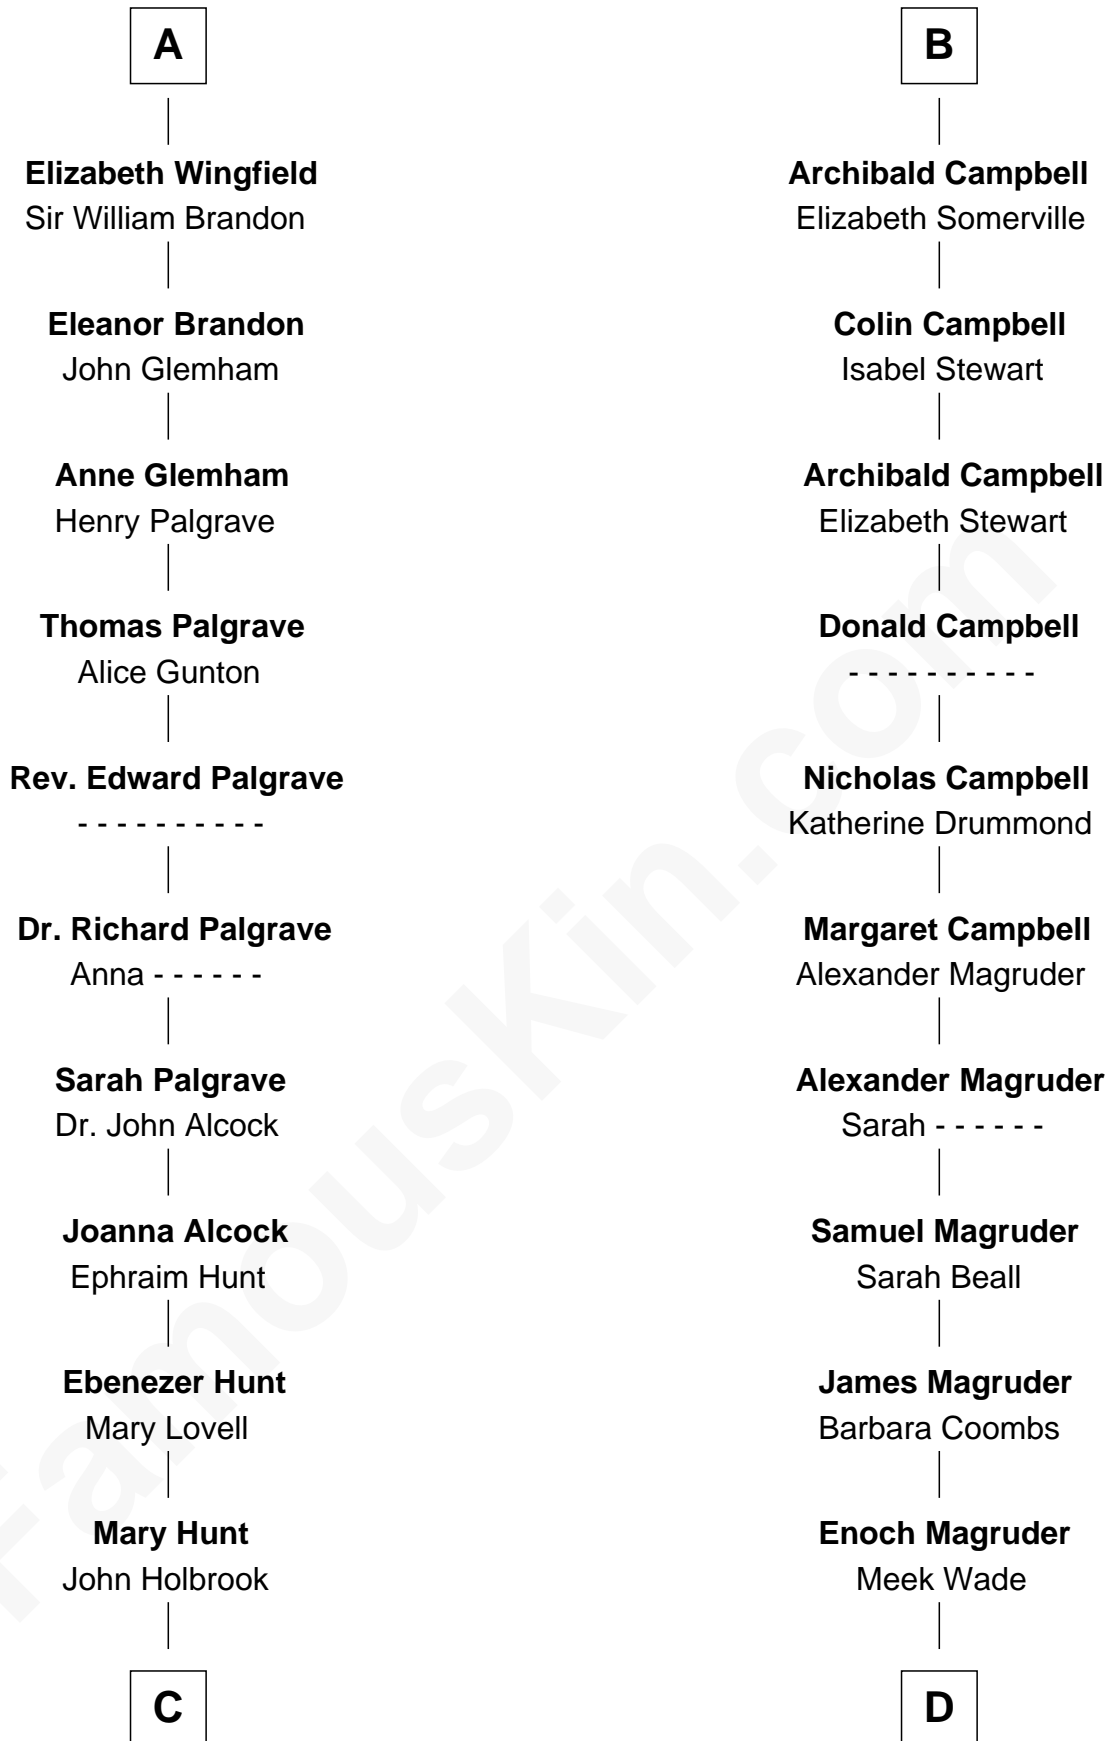 A
Elizabeth Wingfield
Sir William Brandon
Eleanor Brandon
John Glemham
Anne Glemham
Henry Palgrave
Thomas Palgrave
Alice Gunton
Rev. Edward Palgrave
- - - - - - - - - -
Dr. Richard Palgrave
Anna - - - - - -
Sarah Palgrave
Dr. John Alcock
Joanna Alcock
Ephraim Hunt
Ebenezer Hunt
Mary Lovell
Mary Hunt
John Holbrook
C
B
Archibald Campbell
Elizabeth Somerville
Colin Campbell
Isabel Stewart
Archibald Campbell
Elizabeth Stewart
Donald Campbell
- - - - - - - - - -
Nicholas Campbell
Katherine Drummond
Margaret Campbell
Alexander Magruder
Alexander Magruder
Sarah - - - - - -
Samuel Magruder
Sarah Beall
James Magruder
Barbara Coombs
Enoch Magruder
Meek Wade
D
FamousKin.com